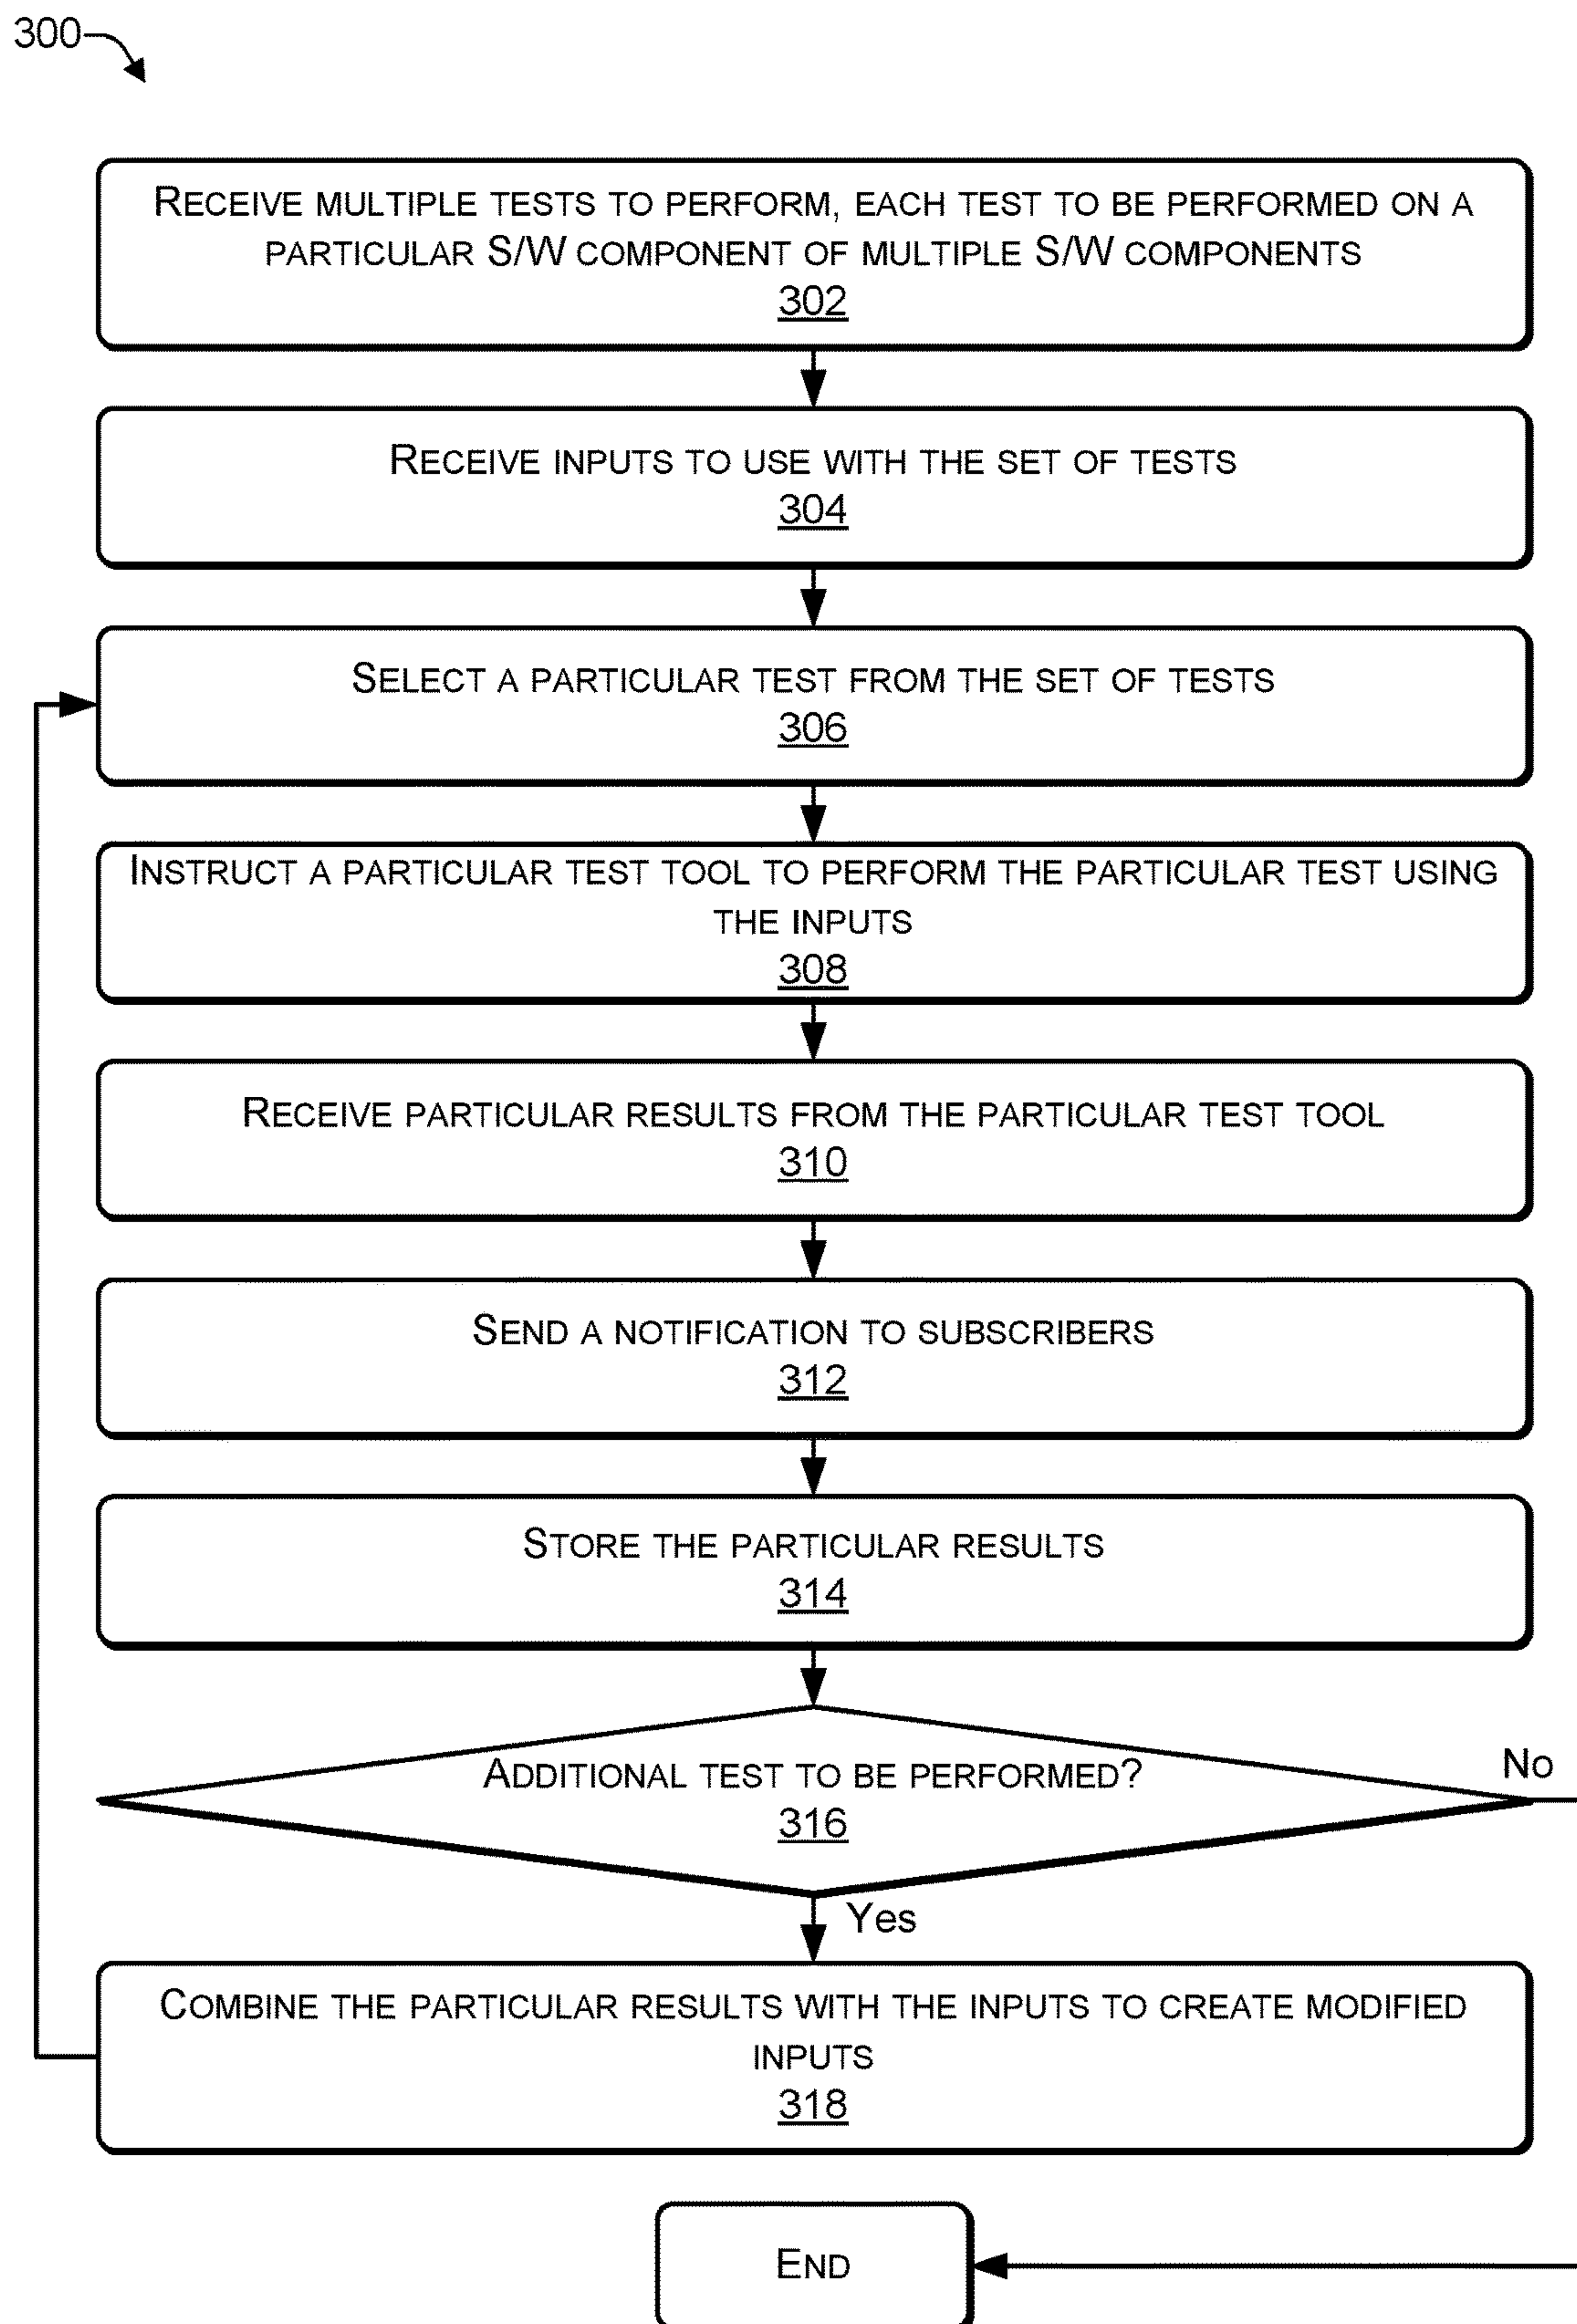 300
RECEIVE MULTIPLE TESTS TO PERFORM, EACH TEST TO BE PERFORMED ON A
PARTICULAR S/W COMPONENT OF MULTIPLE S/W COMPONENTS
302
RECEIVE INPUTS TO USE WITH THE SET OF TESTS
304
SELECT A PARTICULAR TEST FROM THE SET OF TESTS
306
INSTRUCT A PARTICULAR TEST TOOL TO PERFORM THE PARTICULAR TEST USING
THE INPUTS
308
RECEIVE PARTICULAR RESULTS FROM THE PARTICULAR TEST TOOL
310
SEND A NOTIFICATION TO SUBSCRIBERS
312
STORE THE PARTICULAR RESULTS
314
ADDITIONAL TEST TO BE PERFORMED?
316
NO
Yes
COMBINE THE PARTICULAR RESULTS WITH THE INPUTS TO CREATE MODIFIED
INPUTS
318
END